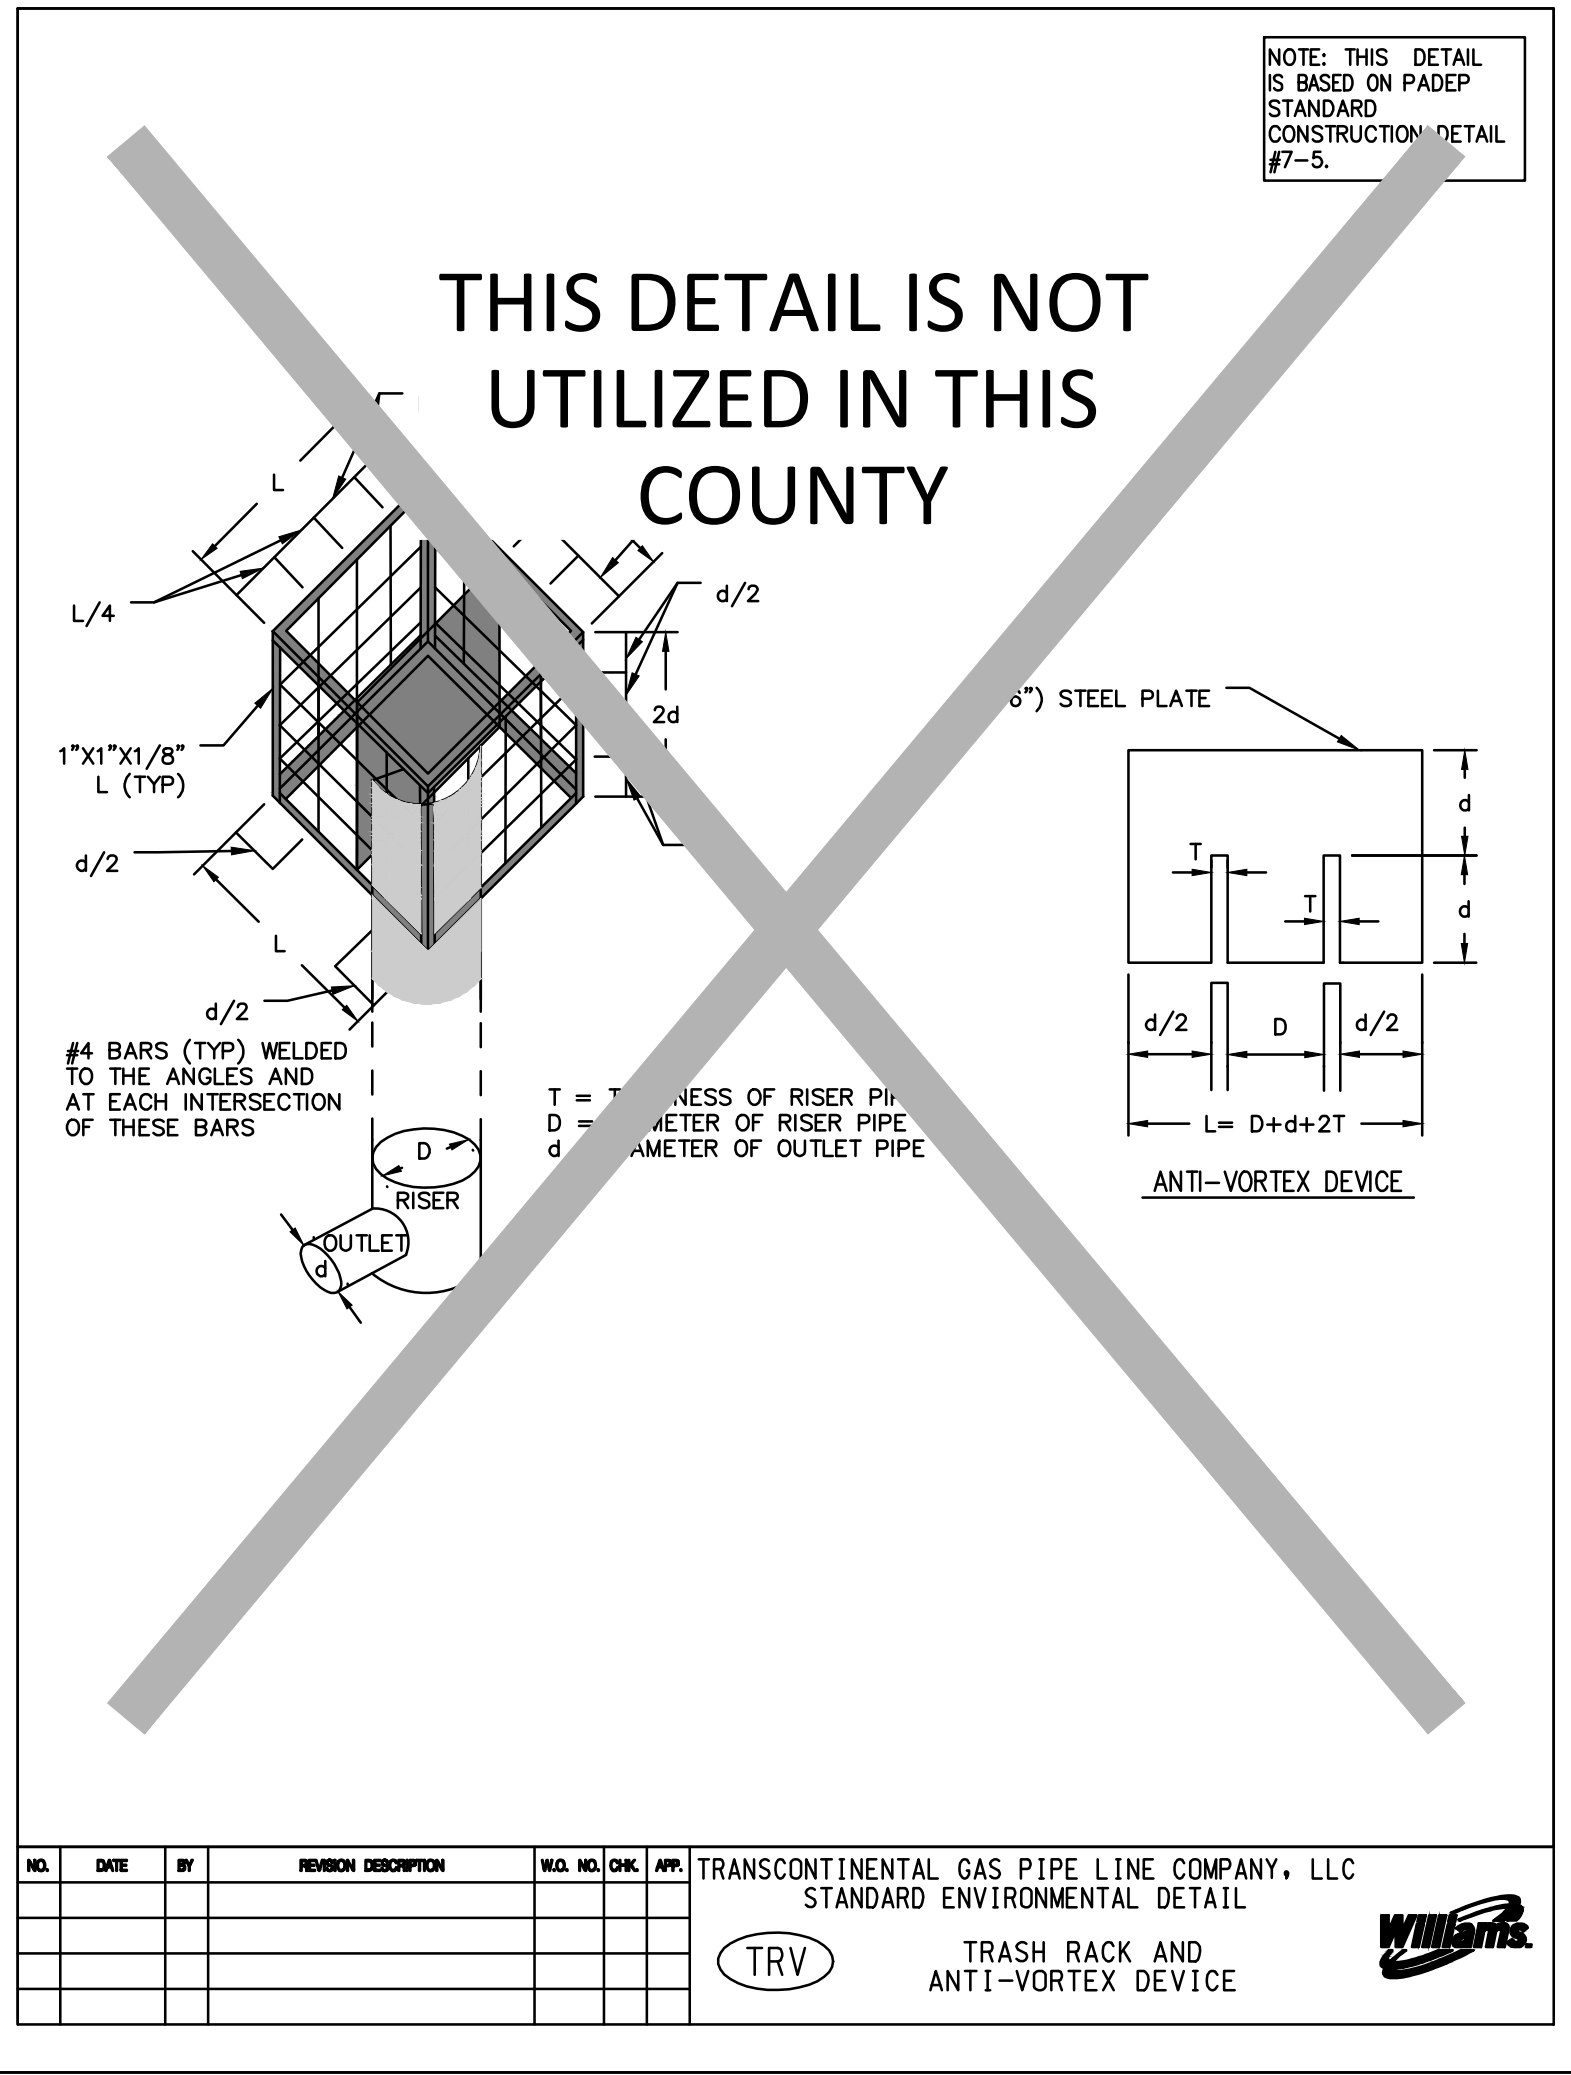 NOTE: THIS DETAIL
IS BASED ON PADEP
STANDARD
CONSTRUCTION DETAIL
#7-5.
THIS DETAIL IS NOT
UTILIZED IN THIS
COUNTY
L
L/4
d/2
2d
1"X1"X1/8"
L (TYP)
d/2
L
d/2
#4 BARS (TYP) WELDED
TO THE ANGLES AND
AT EACH INTERSECTION
OF THESE BARS
D
RISER
OUTLET
d
T = OF RISER
D = OF RISER PIPE
d OF OUTLET PIPE
STEEL PLATE
d
T
T
d
d/2
D
d/2
L= D+d+2T
ANTI-VORTEX DEVICE
NO. DATE BY REVISION DESCRIPTION W.O. NO. CHK. APP.
TRANSCONTINENTAL GAS PIPE LINE COMPANY, LLC
STANDARD ENVIRONMENTAL DETAIL
TRV
TRASH RACK AND
ANTI-VORTEX DEVICE
Williams.